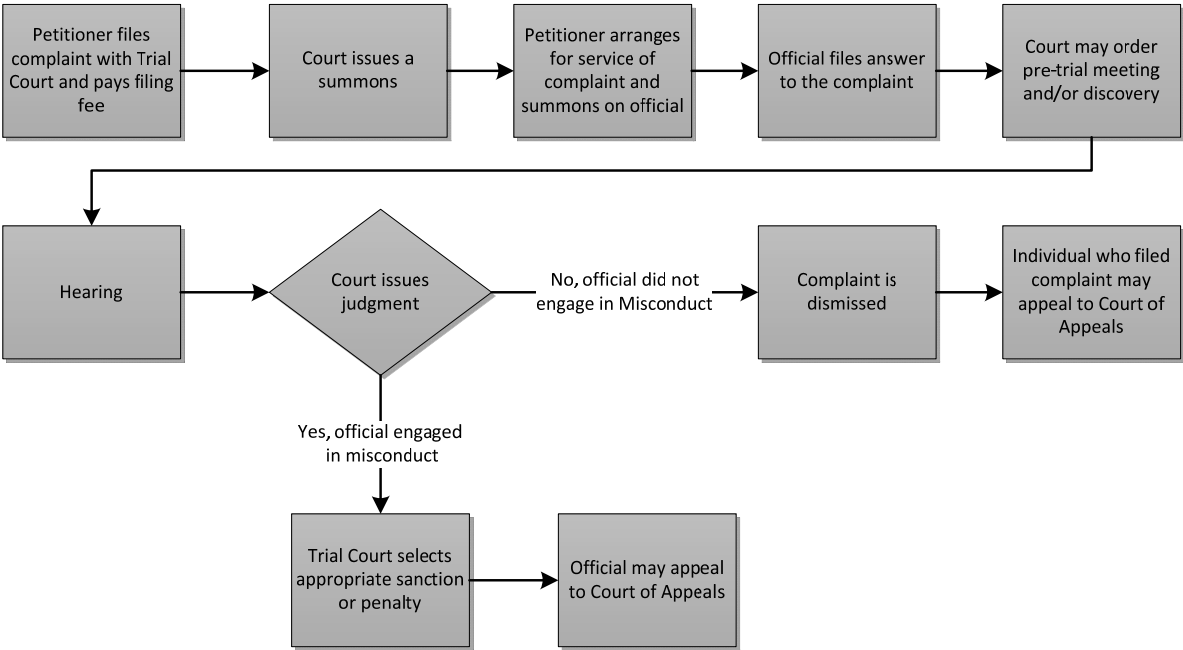 Petitioner files
complaint with Trial
Court and pays filing
fee
Court issues a
summons
Petitioner arranges
for service of
complaint and
summons on official
Official files answer
to the complaint
Court may order
pre-trial meeting
and/or discovery
Hearing
Court issues
judgment
No, official did not
engage in Misconduct
Complaint is
dismissed
Individual who filed
complaint may
appeal to Court of
Appeals
Yes, official engaged
in misconduct
Trial Court selects
appropriate sanction
or penalty
Official may appeal
to Court of Appeals